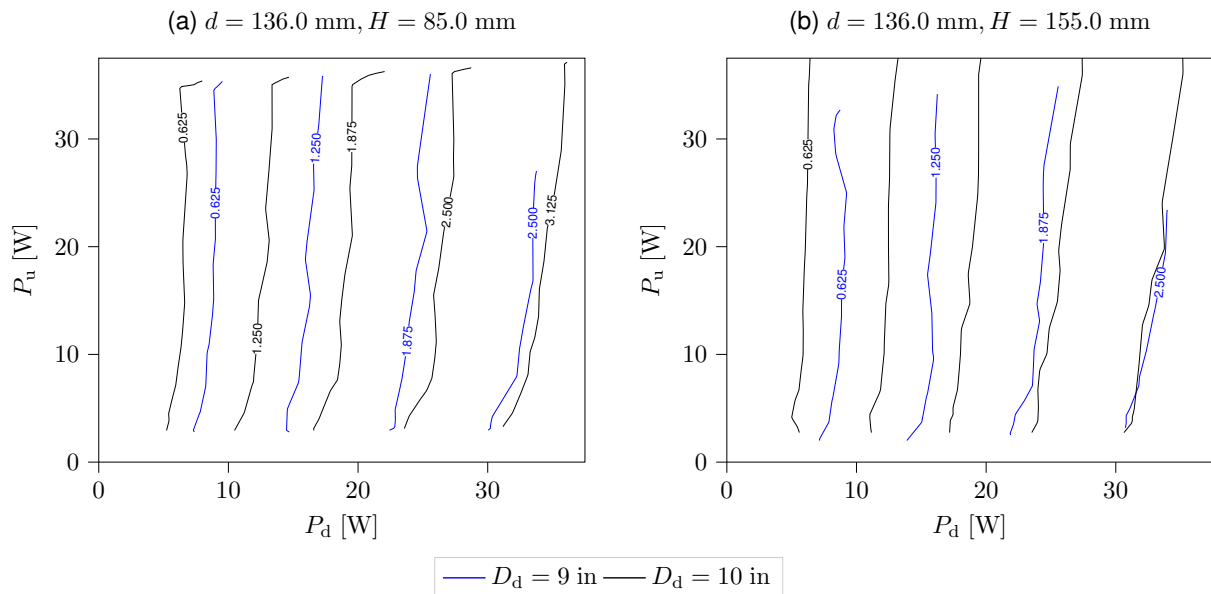 (a) d = 136.0 mm, H = 85.0 mm
(b) d = 136.0 mm, H = 155.0 mm
30
20
10
0
P_u [W]
0.625
0.625
1.250
1.250
1.875
1.875
2.500
2.500
3.125
0 10 20 30
P_d [W]
30
20
10
0
P_u [W]
0.625
0.625
1.250
1.875
2.500
0 10 20 30
P_d [W]
D_d = 9 in D_d = 10 in